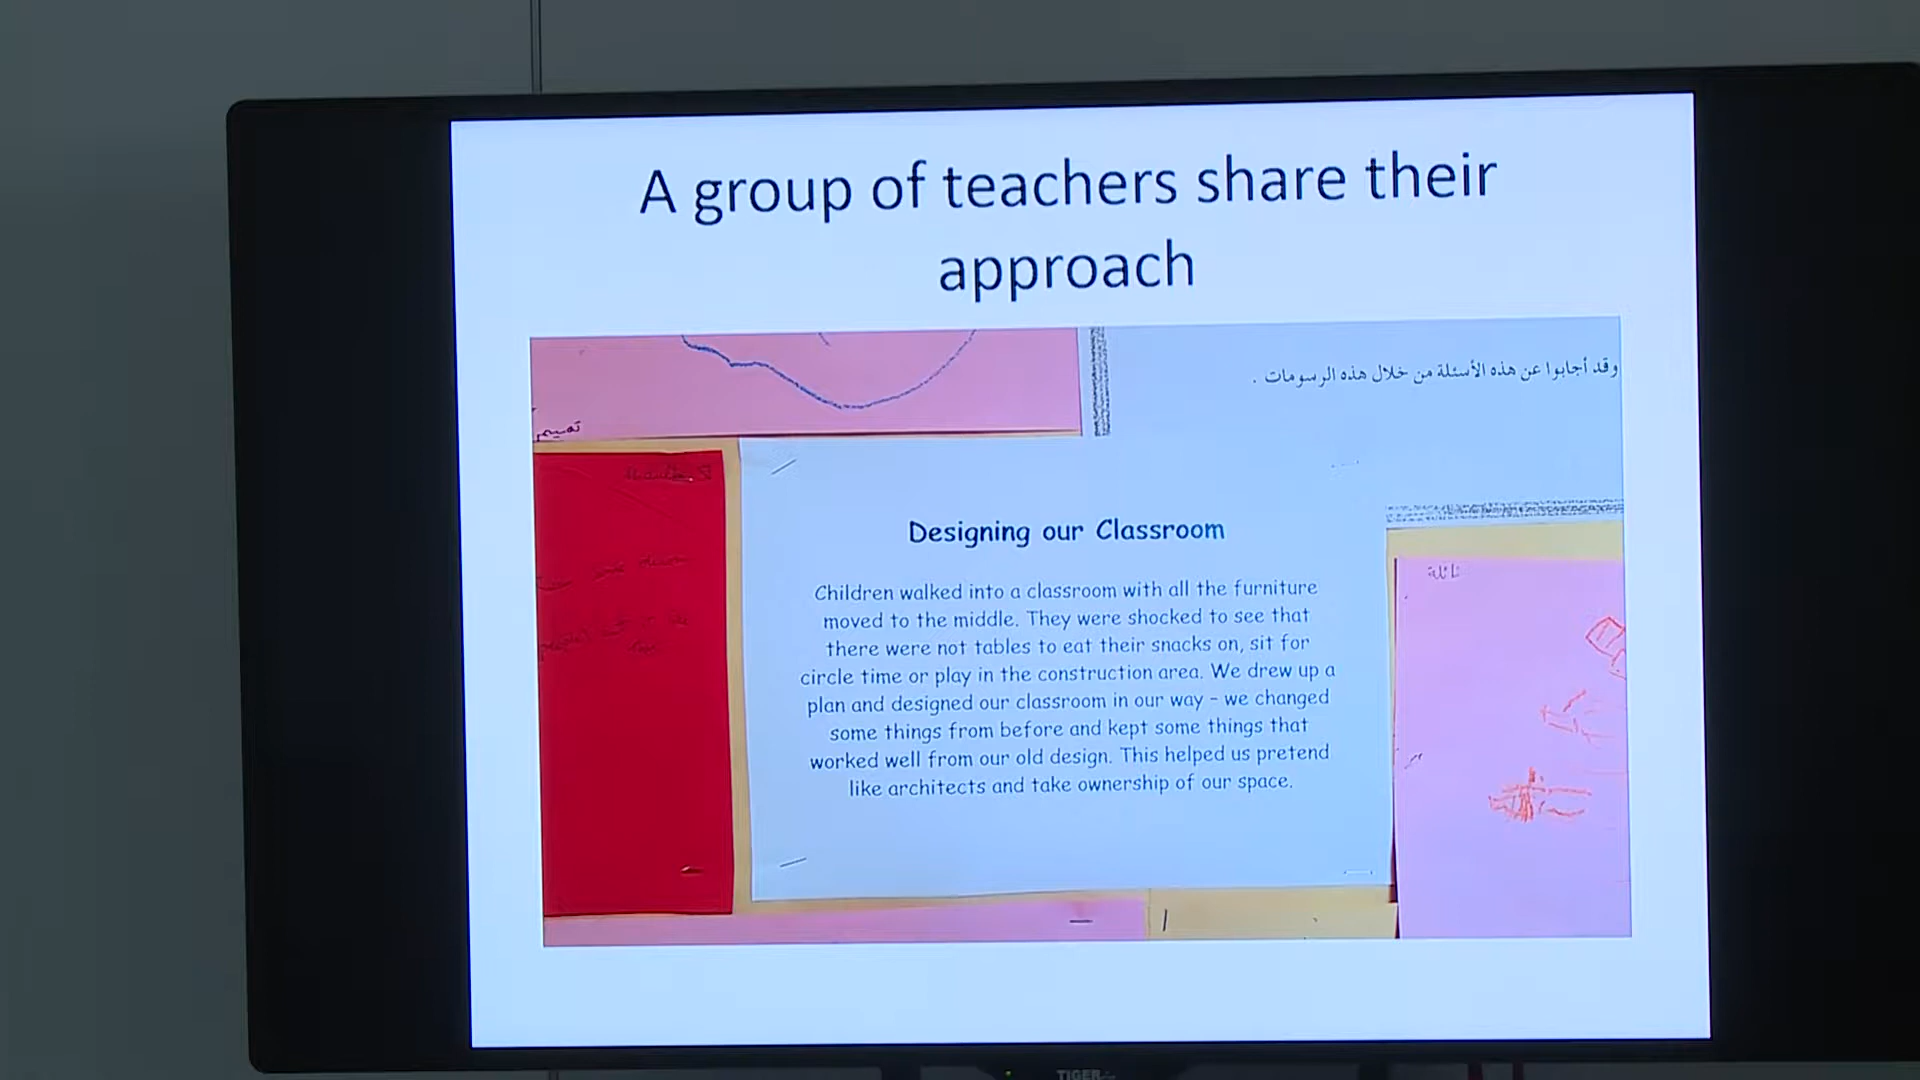 A group of teachers share their
approach
وقد أجابوا عن هذه الأسئلة من خلال هذه الرسومات .
تميم
Designing our Classroom
نائلة
Children walked into a classroom with all the furniture
moved to the middle. They were shocked to see that
there were not tables to eat their snacks on, sit for
circle time or play in the construction area. We drew up a
plan and designed our classroom in our way - we changed
some things from before and kept some things that
worked well from our old design. This helped us pretend
like architects and take ownership of our space.
TIGER